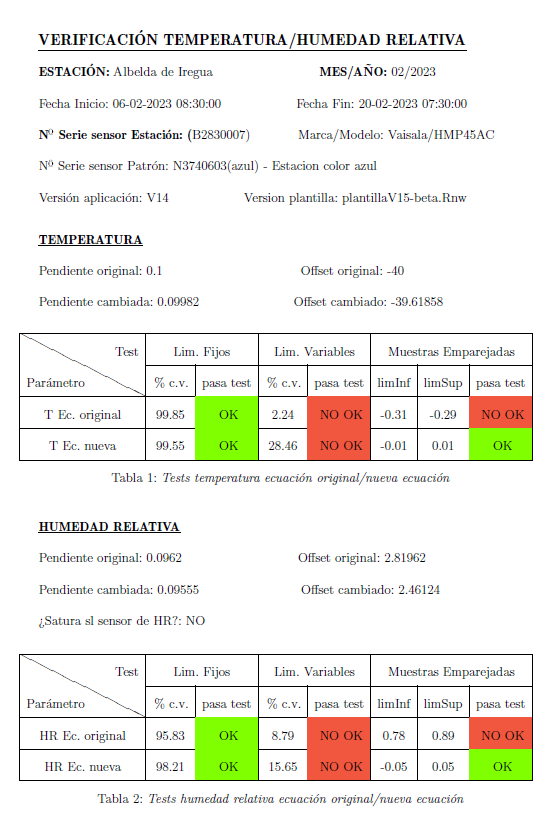 VERIFICACIÓN TEMPERATURA/HUMEDAD RELATIVA
ESTACIÓN: Albelda de Iregua MES/AÑO: 02/2023
Fecha Inicio: 06-02-2023 08:30:00 Fecha Fin: 20-02-2023 07:30:00
Nº Serie sensor Estación: (B2830007) Marca/Modelo: Vaisala/HMP45AC
Nº Serie sensor Patrón: N3740603(azul) - Estacion color azul
Versión aplicación: V14 Version plantilla: plantillaV15-beta.Rnw
TEMPERATURA
Pendiente original: 0.1 Offset original: -40
Pendiente cambiada: 0.09982 Offset cambiado: -39.61858
Test Lim. Fijos Lim. Variables Muestras Emparejadas
Parámetro % c.v. pasa test % c.v. pasa test limInf limSup pasa test
T Ec. original 99.85 OK 2.24 NO OK -0.31 -0.29 NO OK
T Ec. nueva 99.55 OK 28.46 NO OK -0.01 0.01 OK
Tabla 1: Tests temperatura ecuación original/nueva ecuación
HUMEDAD RELATIVA
Pendiente original: 0.0962 Offset original: 2.81962
Pendiente cambiada: 0.09555 Offset cambiado: 2.46124
¿Satura sl sensor de HR?: NO
Test Lim. Fijos Lim. Variables Muestras Emparejadas
Parámetro % c.v. pasa test % c.v. pasa test limInf limSup pasa test
HR Ec. original 95.83 OK 8.79 NO OK 0.78 0.89 NO OK
HR Ec. nueva 98.21 OK 15.65 NO OK -0.05 0.05 OK
Tabla 2: Tests humedad relativa ecuación original/nueva ecuación